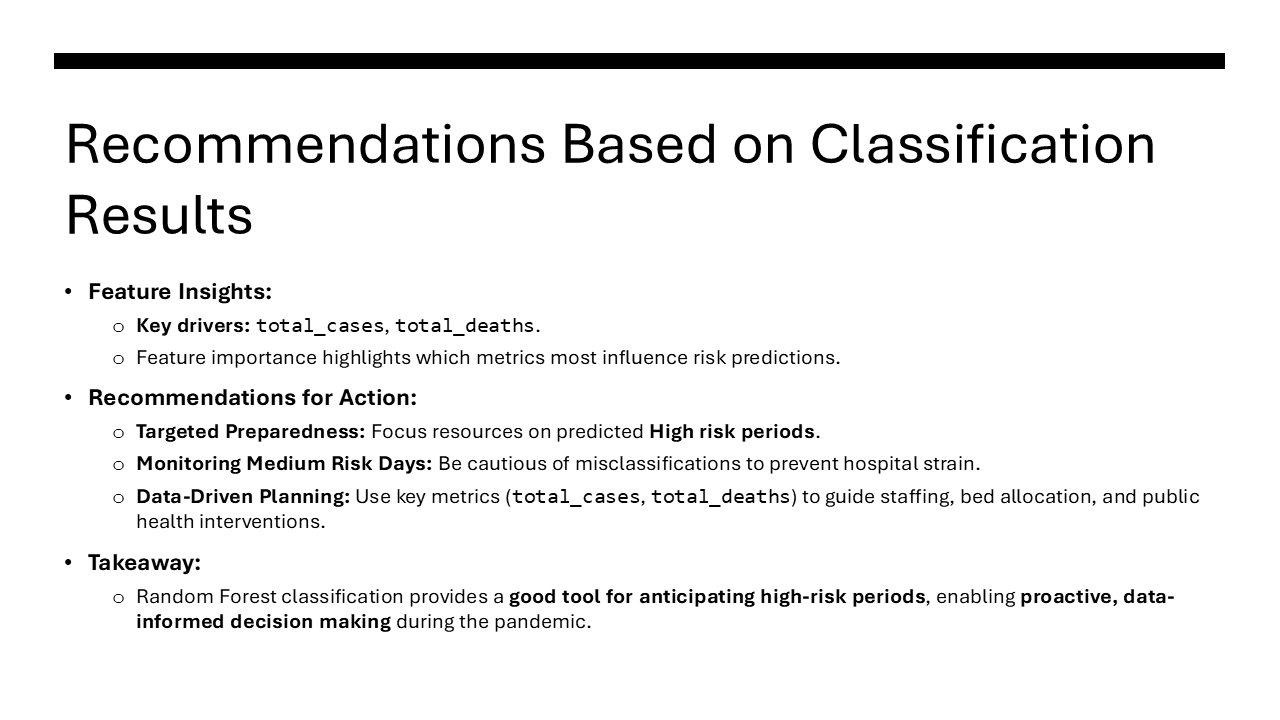 Recommendations Based on Classification
Results
• Feature Insights:
o Key drivers: total_cases, total_deaths.
o Feature importance highlights which metrics most influence risk predictions.
• Recommendations for Action:
o Targeted Preparedness: Focus resources on predicted High risk periods.
o Monitoring Medium Risk Days: Be cautious of misclassifications to prevent hospital strain.
o Data-Driven Planning: Use key metrics (total_cases, total_deaths) to guide staffing, bed allocation, and public
health interventions.
• Takeaway:
o Random Forest classification provides a good tool for anticipating high-risk periods, enabling proactive, data-
informed decision making during the pandemic.